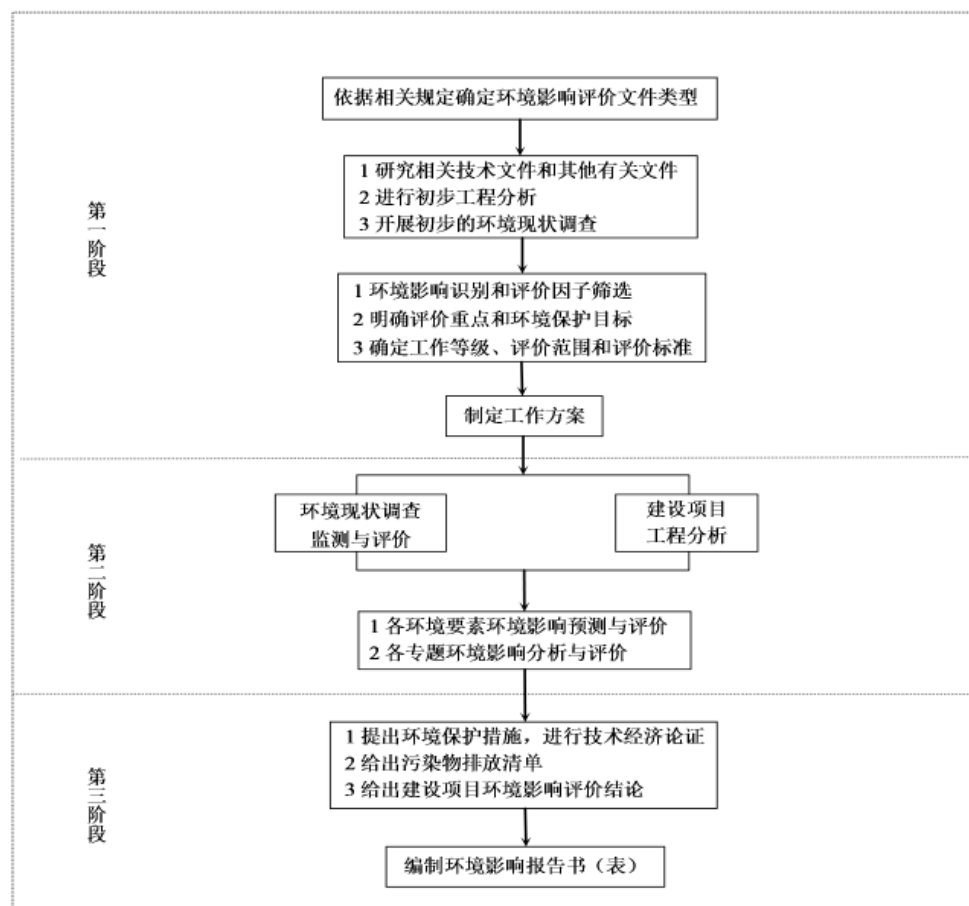 依据相关规定确定环境影响评价文件类型
1 研究相关技术文件和其他有关文件
2 进行初步工程分析
3 开展初步的环境现状调查
第一阶段
1 环境影响识别和评价因子筛选
2 明确评价重点和环境保护目标
3 确定工作等级、评价范围和评价标准
制定工作方案
环境现状调查
监测与评价
建设项目
工程分析
第二阶段
1 各环境要素环境影响预测与评价
2 各专题环境影响分析与评价
1 提出环境保护措施，进行技术经济论证
2 给出污染物排放清单
3 给出建设项目环境影响评价结论
第三阶段
编制环境影响报告书（表）